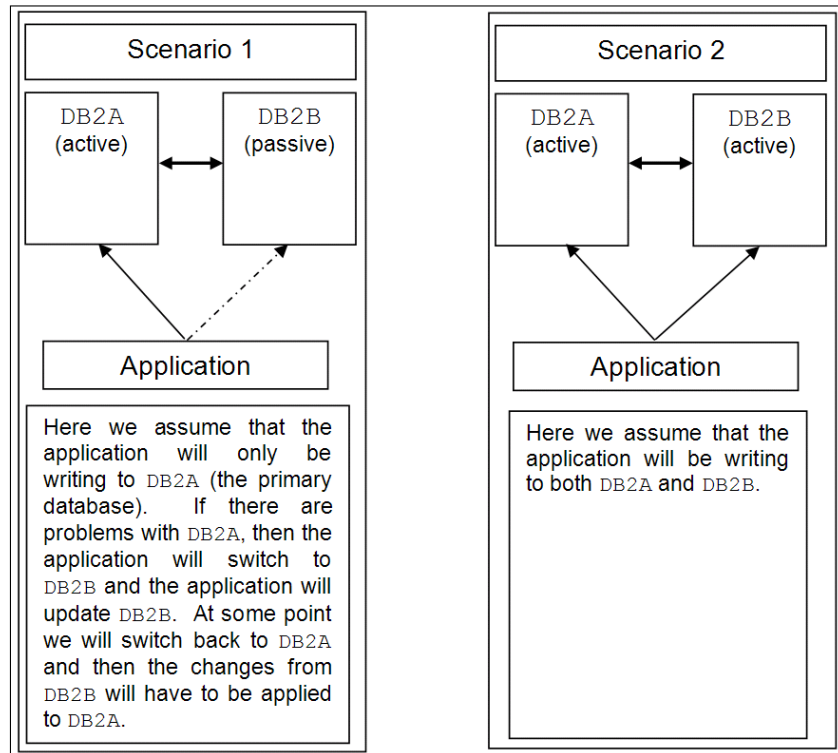 Scenario 1
DB2A
(active)
DB2B
(passive)
Application
Here we assume that the
application will only be
writing to DB2A (the primary
database). If there are
problems with DB2A, then the
application will switch to
DB2B and the application will
update DB2B. At some point
we will switch back to DB2A
and then the changes from
DB2B will have to be applied
to DB2A.
Scenario 2
DB2A
(active)
DB2B
(active)
Application
Here we assume that the
application will be writing
to both DB2A and DB2B.